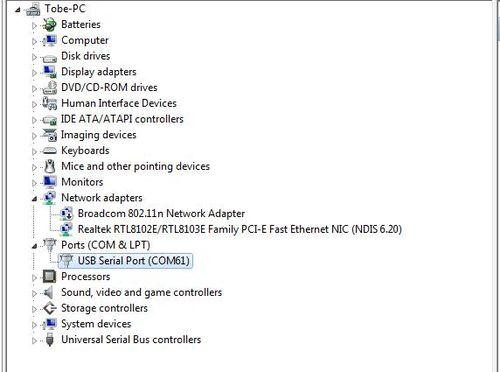 Tobe-PC
Batteries
Computer
Disk drives
Display adapters
DVD/CD-ROM drives
Human Interface Devices
IDE ATA/ATAPI controllers
Imaging devices
Keyboards
Mice and other pointing devices
Monitors
Network adapters
Broadcom 802.11n Network Adapter
Realtek RTL8102E/RTL8103E Family PCI-E Fast Ethernet NIC (NDIS 6.20)
Ports (COM & LPT)
USB Serial Port (COM61)
Processors
Sound, video and game controllers
Storage controllers
System devices
Universal Serial Bus controllers